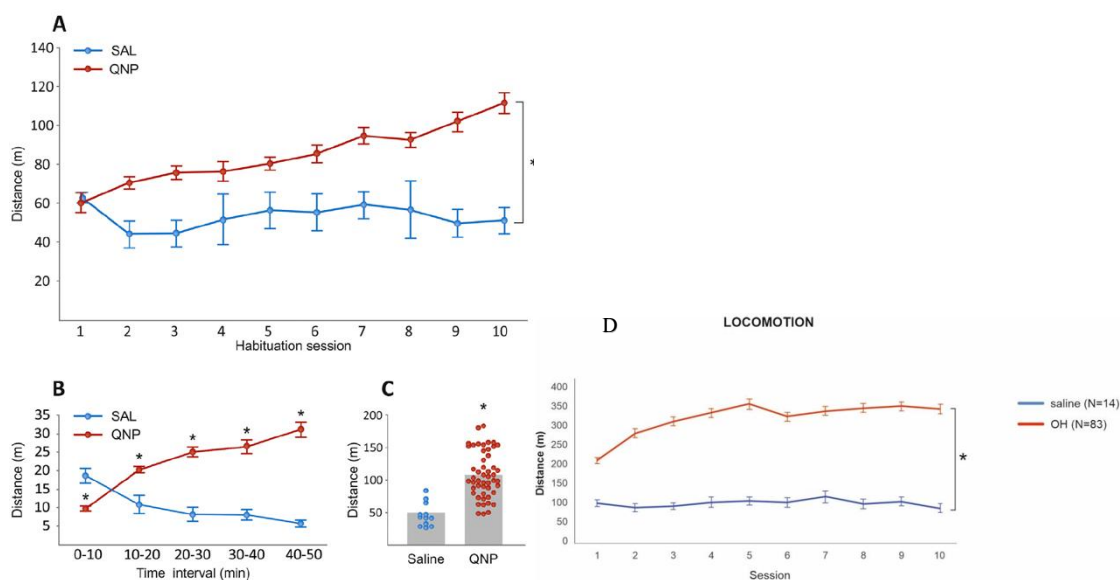 A
SAL
QNP
140
120
100
80
60
40
20
Distance (m)
1 2 3 4 5 6 7 8 9 10
Habituation session
*
B
SAL
QNP
35
30
25
20
15
10
5
Distance (m)
* * * * *
0-10 10-20 20-30 30-40 40-50
Time interval (min)
C
*
200
150
100
50
Distance (m)
Saline QNP
D
LOCOMOTION
400
350
300
250
200
150
100
50
0
Distance (m)
1 2 3 4 5 6 7 8 9 10
Session
*
saline (N=14)
OH (N=83)